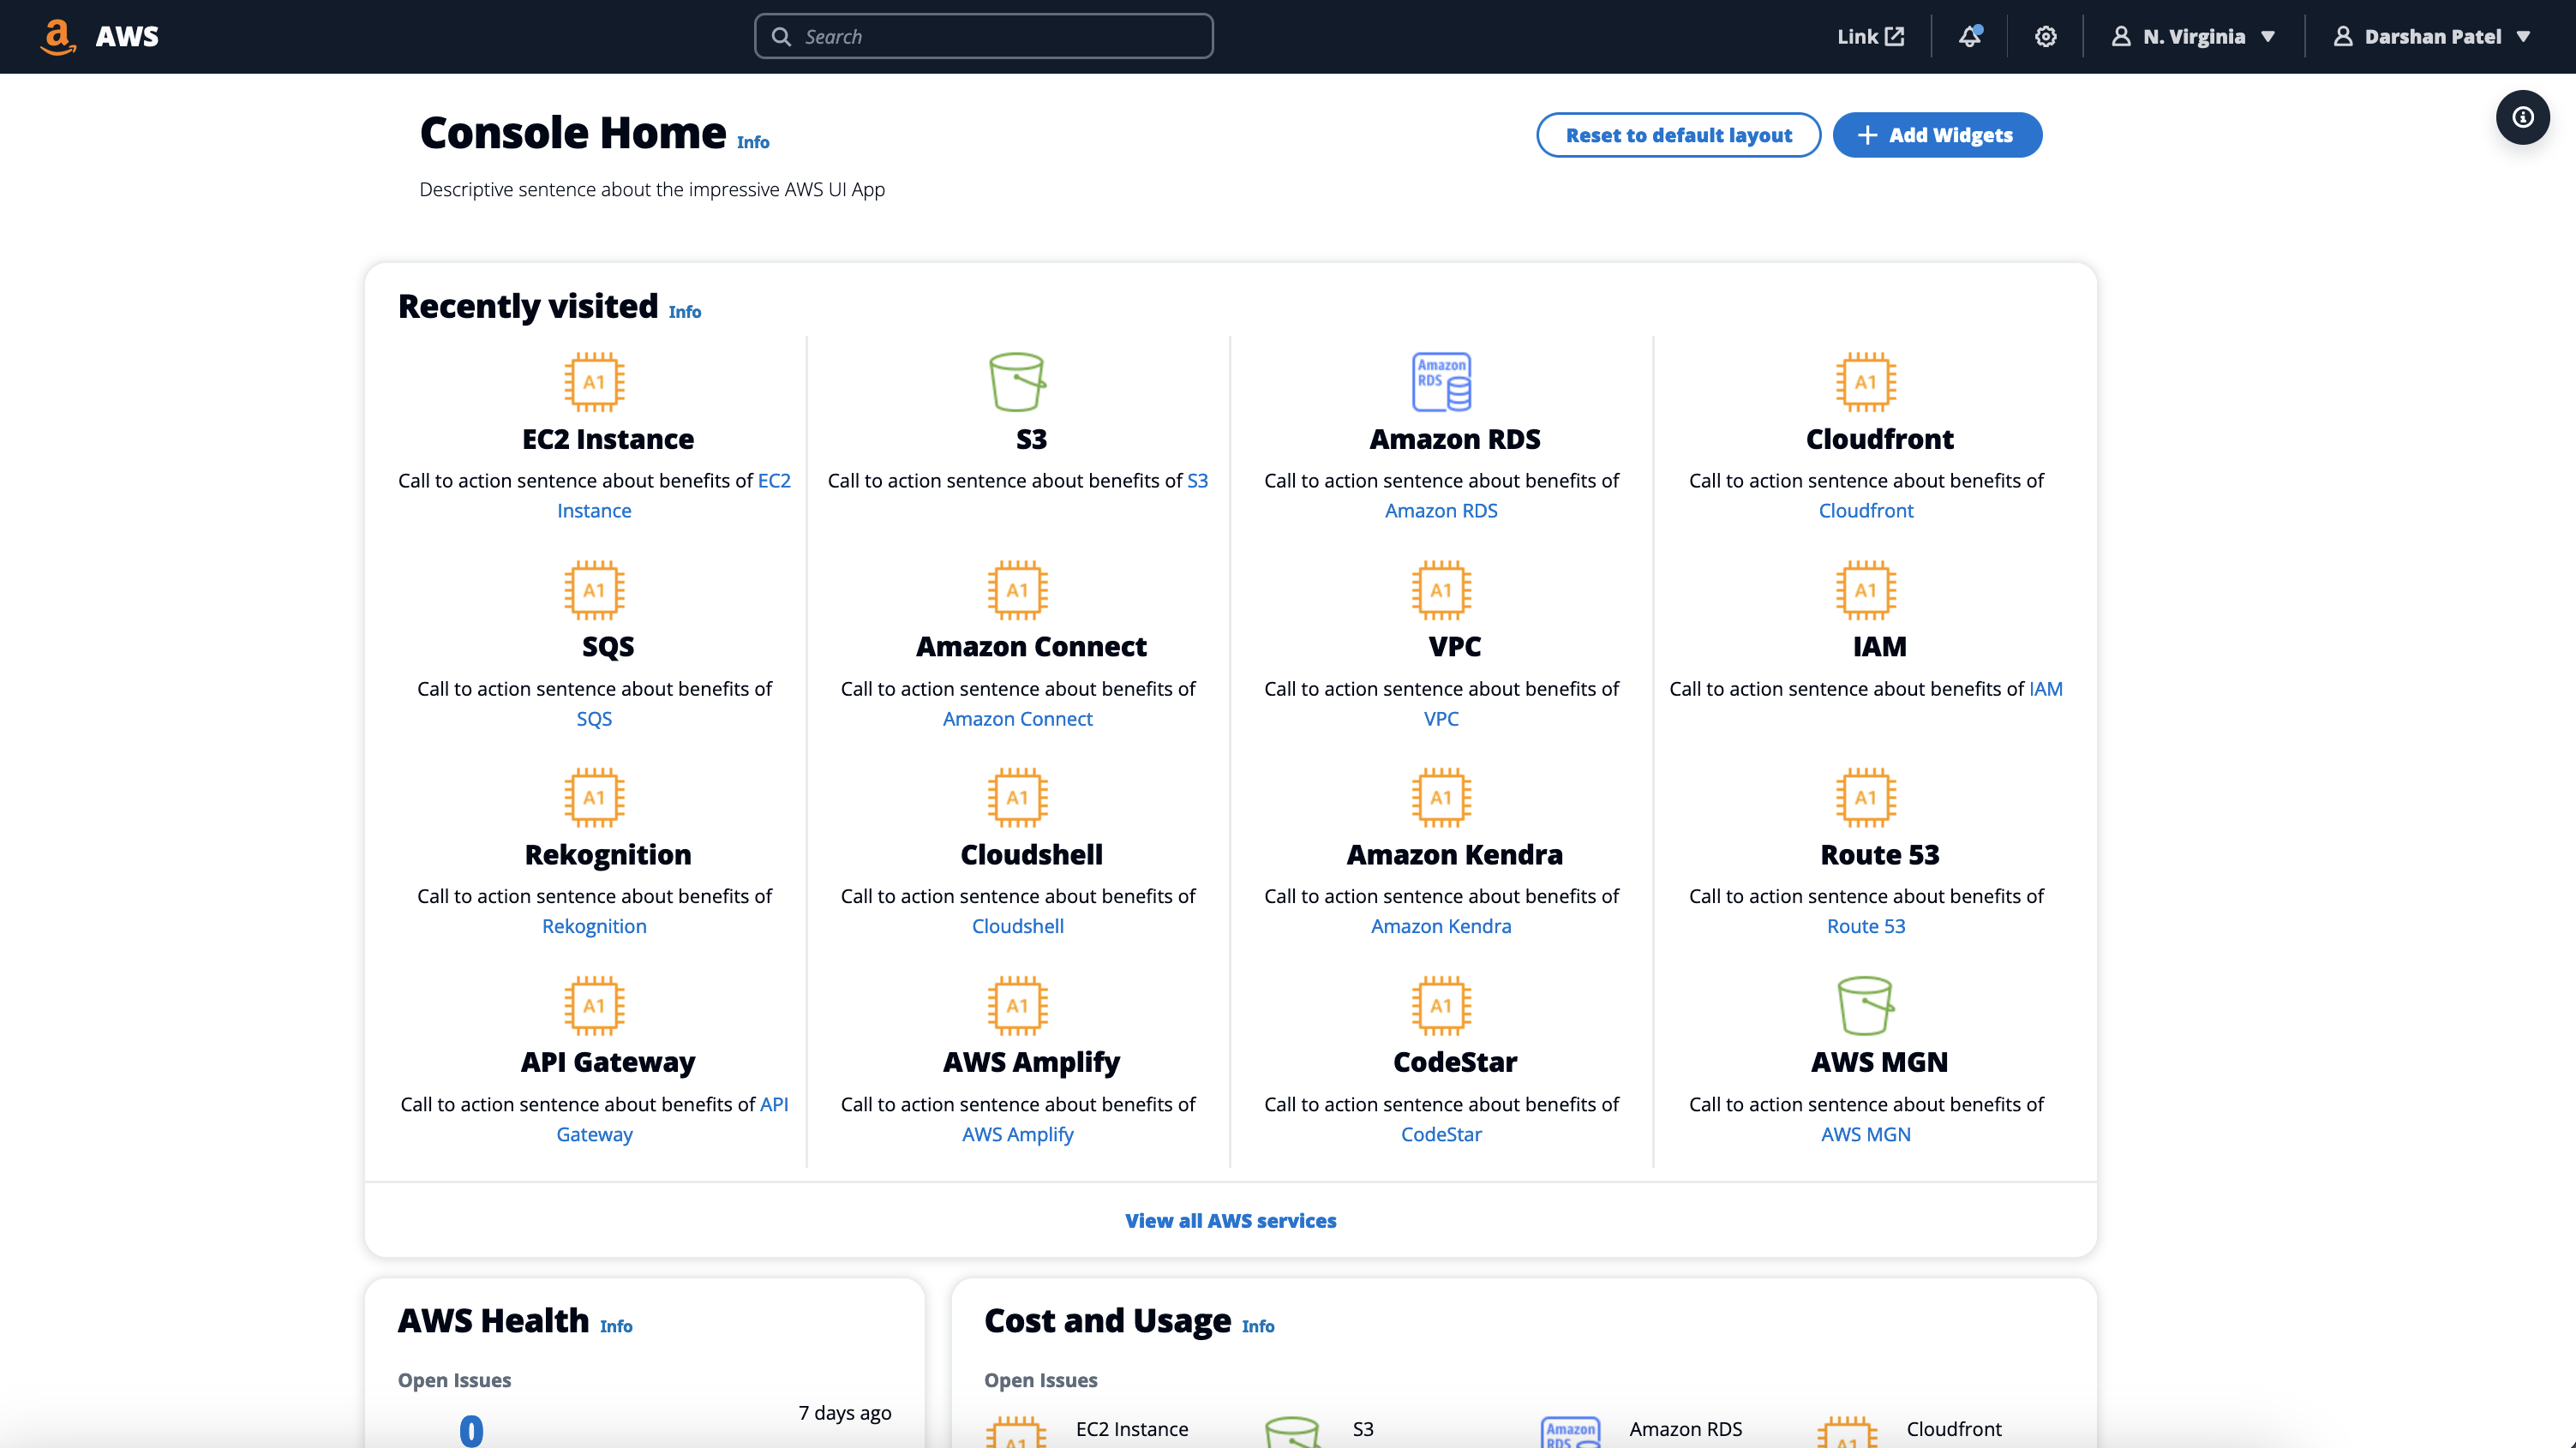 a AWS
Search
Link
N. Virginia
Darshan Patel
Console Home Info
Reset to default layout
Add Widgets
Descriptive sentence about the impressive AWS UI App
Recently visited Info
A1
EC2 Instance
Call to action sentence about benefits of EC2
Instance
S3
Call to action sentence about benefits of S3
Amazon
RDS
Amazon RDS
Call to action sentence about benefits of
Amazon RDS
A1
Cloudfront
Call to action sentence about benefits of
Cloudfront
A1
SQS
Call to action sentence about benefits of
SQS
A1
Amazon Connect
Call to action sentence about benefits of
Amazon Connect
A1
VPC
Call to action sentence about benefits of
VPC
A1
IAM
Call to action sentence about benefits of IAM
A1
Rekognition
Call to action sentence about benefits of
Rekognition
A1
Cloudshell
Call to action sentence about benefits of
Cloudshell
A1
Amazon Kendra
Call to action sentence about benefits of
Amazon Kendra
A1
Route 53
Call to action sentence about benefits of
Route 53
A1
API Gateway
Call to action sentence about benefits of API
Gateway
A1
AWS Amplify
Call to action sentence about benefits of
AWS Amplify
A1
CodeStar
Call to action sentence about benefits of
CodeStar
AWS MGN
Call to action sentence about benefits of
AWS MGN
View all AWS services
AWS Health Info
Open Issues
0
7 days ago
Cost and Usage Info
Open Issues
A1
EC2 Instance
S3
Amazon
RDS
Amazon RDS
A1
Cloudfront